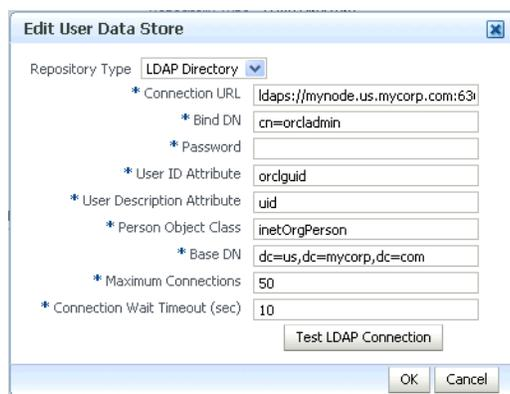 Edit User Data Store
Repository Type LDAP Directory
* Connection URL ldaps://mynode.us.mycorp.com:63
* Bind DN cn=orcladmin
* Password
* User ID Attribute orclguid
* User Description Attribute uid
* Person Object Class inetOrgPerson
* Base DN dc=us,dc=mycorp,dc=com
* Maximum Connections 50
* Connection Wait Timeout (sec) 10
Test LDAP Connection
OK Cancel